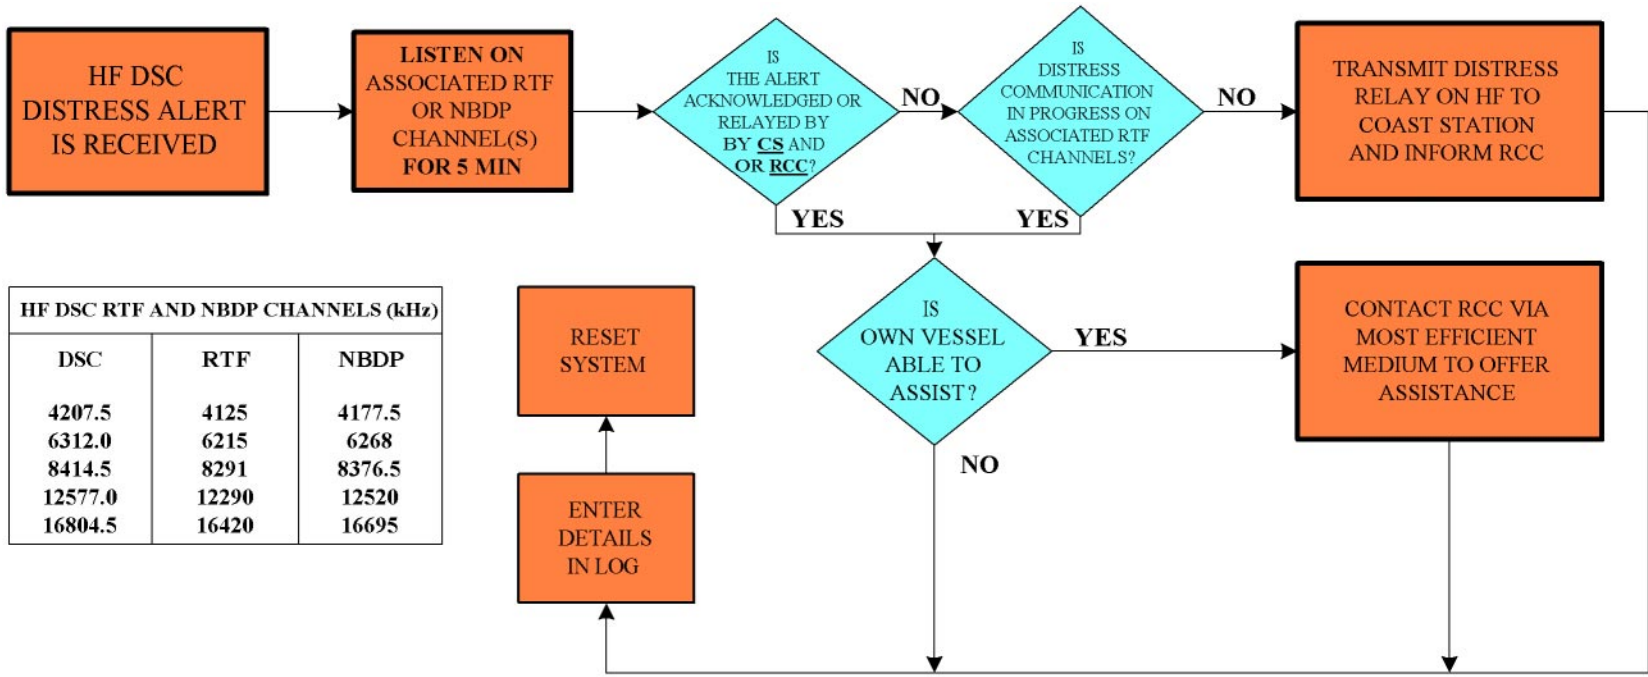 HF DSC
DISTRESS ALERT
IS RECEIVED
LISTEN ON
ASSOCIATED RTF
OR NBDP
CHANNEL(S)
FOR 5 MIN
IS
THE ALERT
ACKNOWLEDGED OR
RELAYED BY
BY CS AND
OR RCC?
NO
YES
IS
DISTRESS
COMMUNICATION
IN PROGRESS ON
ASSOCIATED RTF
CHANNELS?
NO
YES
TRANSMIT DISTRESS
RELAY ON HF TO
COAST STATION
AND INFORM RCC
HF DSC RTF AND NBDP CHANNELS (kHz)
DSC RTF NBDP
4207.5 4125 4177.5
6312.0 6215 6268
8414.5 8291 8376.5
12577.0 12290 12520
16804.5 16420 16695
RESET
SYSTEM
ENTER
DETAILS
IN LOG
IS
OWN VESSEL
ABLE TO
ASSIST?
YES
NO
CONTACT RCC VIA
MOST EFFICIENT
MEDIUM TO OFFER
ASSISTANCE